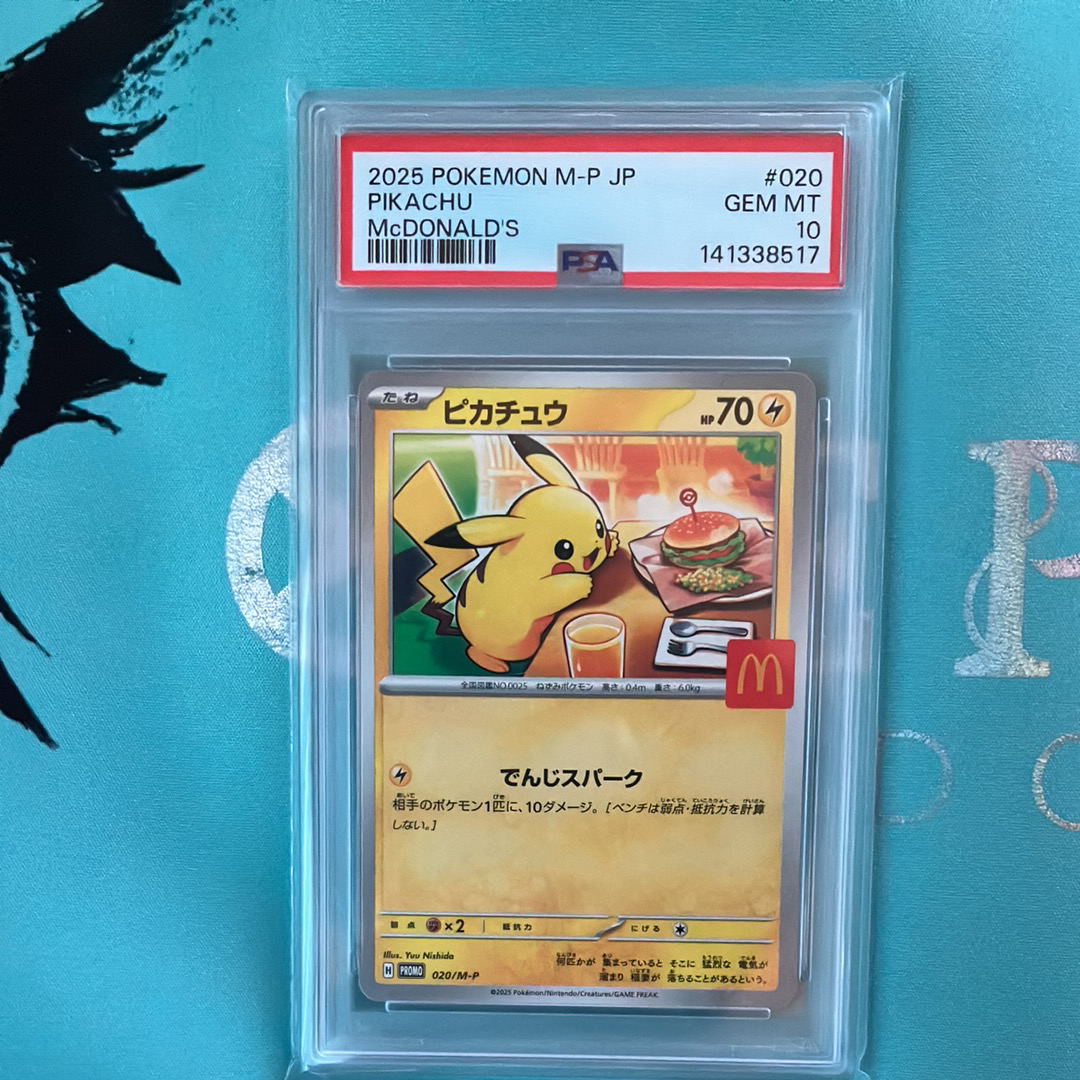 2025 POKEMON M-P JP #020
PIKACHU GEM MT
McDONALD'S 10
141338517
PSA
たね ピカチュウ HP70
全国図鑑NO.0025 ねずみポケモン 高さ:0.4m 重さ:6.0kg
でんじスパーク
相手のポケモン1匹に、10ダメージ。[ベンチは弱点・抵抗力を計算
しない。]
弱点 ×2 抵抗力 にげる
Illus. Yuu Nishida
何匹かが 集まっていると そこに 猛烈な 電気が
溜まり 稲妻が 落ちることがあるという。
H PROMO 020/M-P
©2025 Pokémon/Nintendo/Creatures/GAME FREAK.